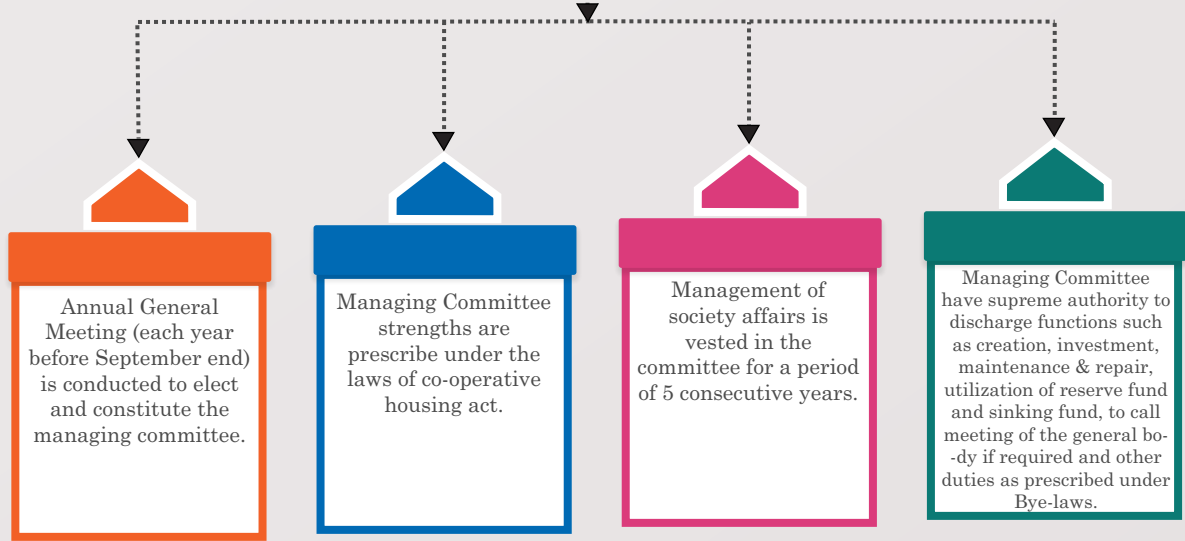 Annual General
Meeting (each year
before September end)
is conducted to elect
and constitute the
managing committee.
Managing Committee
strengths are
prescribe under the
laws of co-operative
housing act.
Management of
society affairs is
vested in the
committee for a period
of 5 consecutive years.
Managing Committee
have supreme authority to
discharge functions such
as creation, investment,
maintenance & repair,
utilization of reserve fund
and sinking fund, to call
meeting of the general bo-
-dy if required and other
duties as prescribed under
Bye-laws.